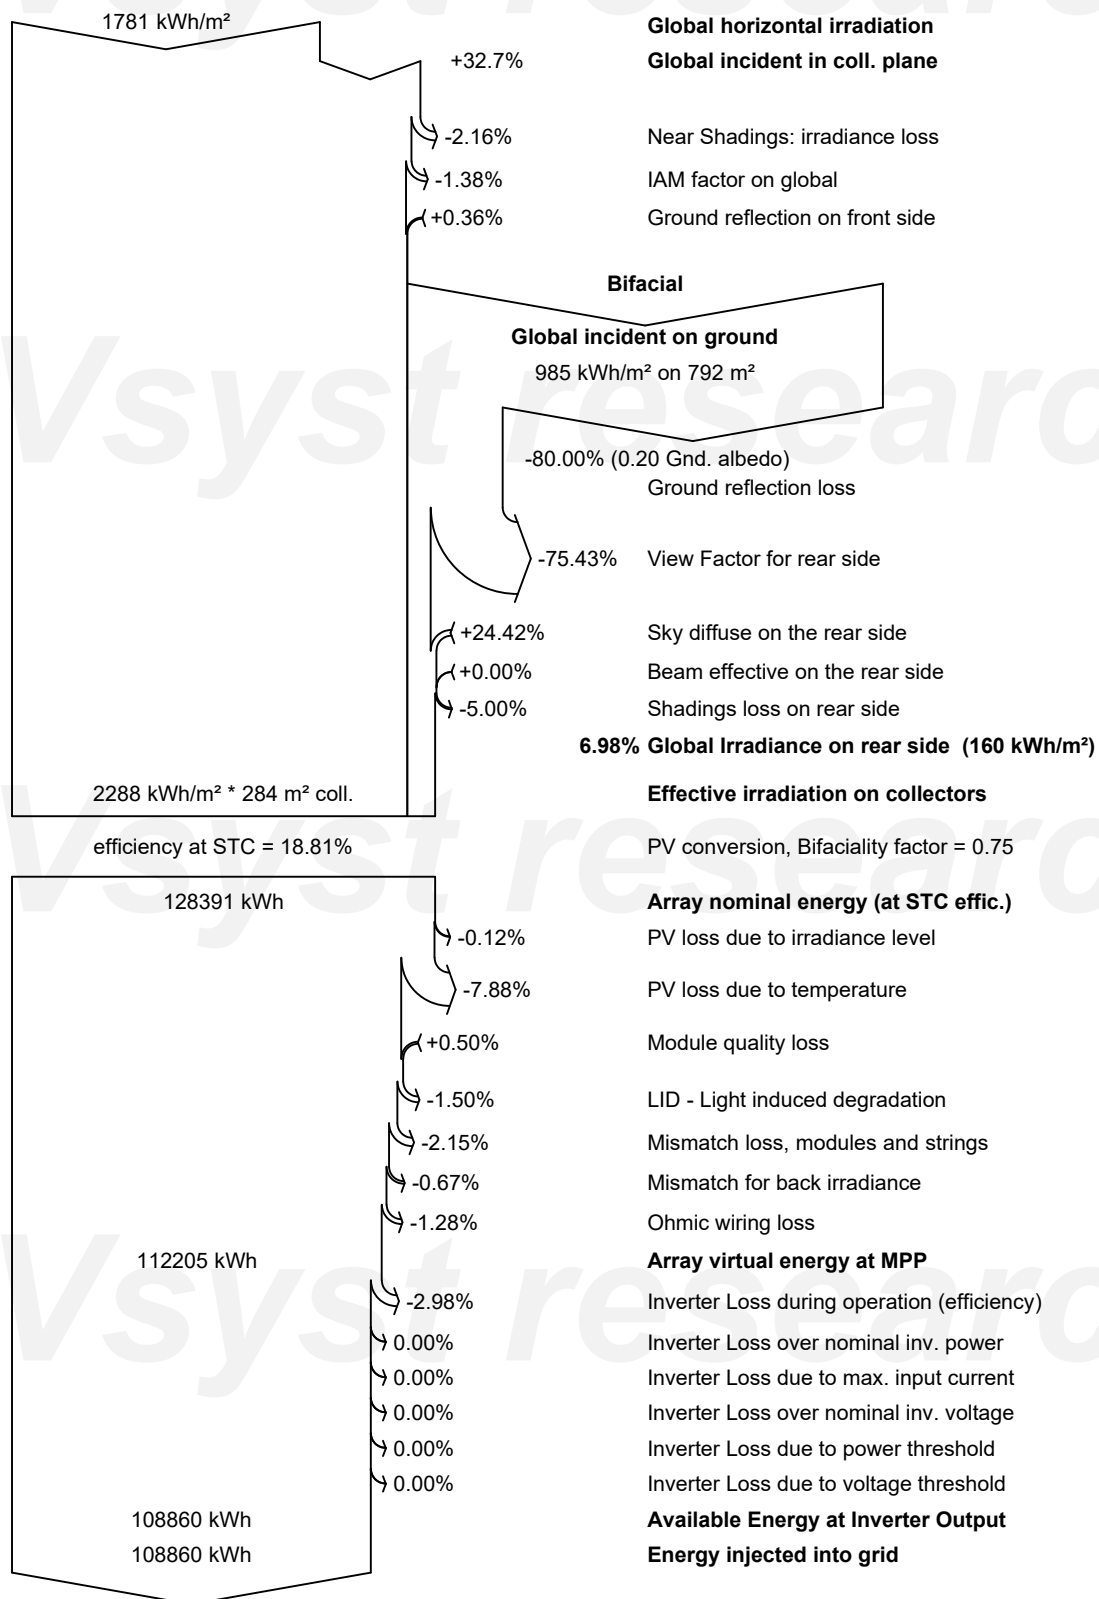 1781 kWh/m² Global horizontal irradiation
+32.7% Global incident in coll. plane
-2.16% Near Shadings: irradiance loss
-1.38% IAM factor on global
+0.36% Ground reflection on front side
Bifacial
Global incident on ground
985 kWh/m² on 792 m²
-80.00% (0.20 Gnd. albedo)
Ground reflection loss
-75.43% View Factor for rear side
+24.42% Sky diffuse on the rear side
+0.00% Beam effective on the rear side
-5.00% Shadings loss on rear side
6.98% Global Irradiance on rear side (160 kWh/m²)
2288 kWh/m² * 284 m² coll. Effective irradiation on collectors
efficiency at STC = 18.81% PV conversion, Bifaciality factor = 0.75
128391 kWh Array nominal energy (at STC effic.)
-0.12% PV loss due to irradiance level
-7.88% PV loss due to temperature
+0.50% Module quality loss
-1.50% LID - Light induced degradation
-2.15% Mismatch loss, modules and strings
-0.67% Mismatch for back irradiance
-1.28% Ohmic wiring loss
112205 kWh Array virtual energy at MPP
-2.98% Inverter Loss during operation (efficiency)
0.00% Inverter Loss over nominal inv. power
0.00% Inverter Loss due to max. input current
0.00% Inverter Loss over nominal inv. voltage
0.00% Inverter Loss due to power threshold
0.00% Inverter Loss due to voltage threshold
108860 kWh Available Energy at Inverter Output
108860 kWh Energy injected into grid
Vsyst researc
Vsyst researc
Vsyst researc
Vsyst researc